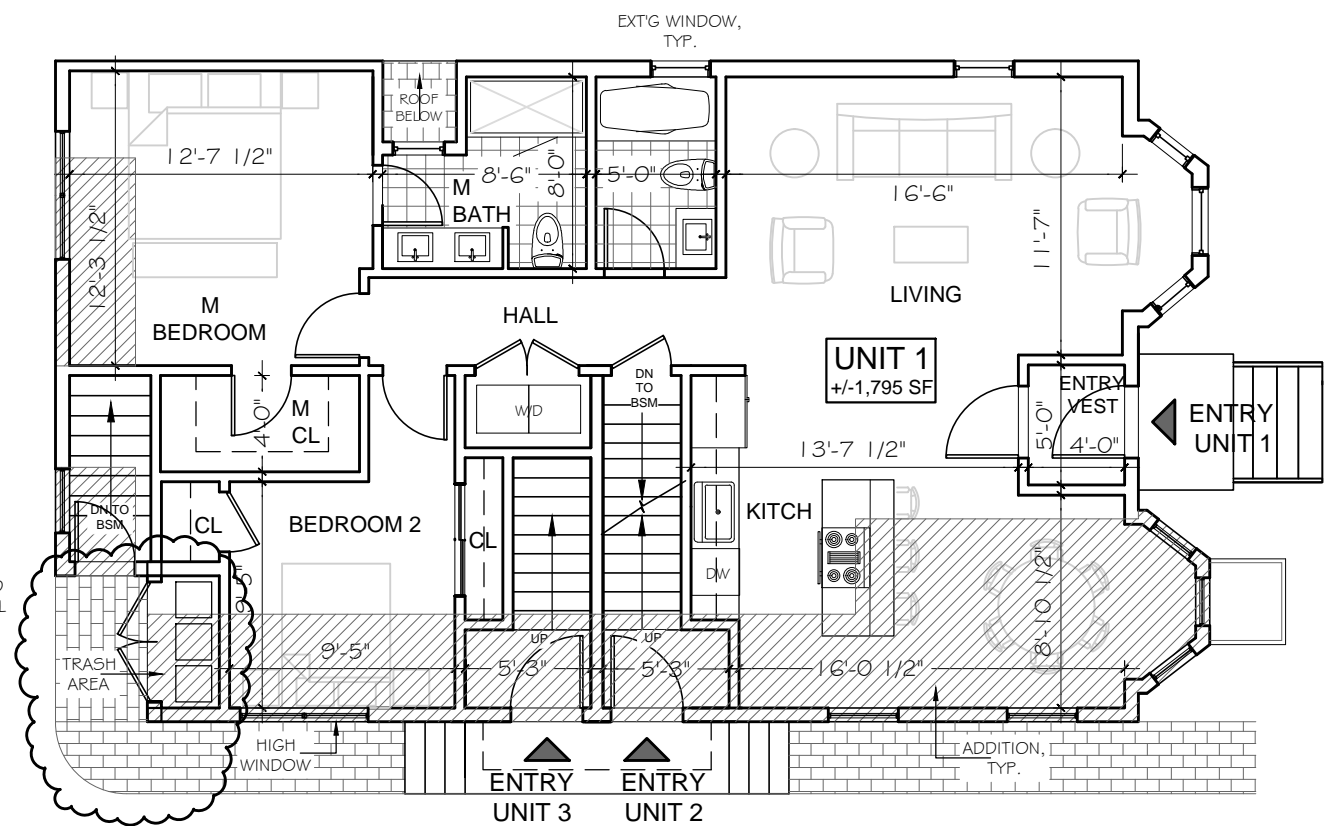 EXT'G WINDOW,
TYP.
ROOF
BELOW
12'-7 1/2"
8'-6"
8'-0"
5'-0"
16'-6"
M
BATH
12'-3 1/2"
11'-7"
M
BEDROOM
HALL
LIVING
UNIT 1
+/-1,795 SF
DN
TO
BSM
ENTRY
VEST
W/D
M
CL
4'-0"
5'-0"
4'-0"
ENTRY
UNIT 1
13'-7 1/2"
DN TO
BSM
CL
BEDROOM 2
CL
KITCH
DW
9'-5"
8'-10 1/2"
UP
UP
TRASH
AREA
9'-5"
5'-3"
5'-3"
16'-0 1/2"
HIGH
WINDOW
ADDITION,
TYP.
ENTRY
UNIT 3
ENTRY
UNIT 2